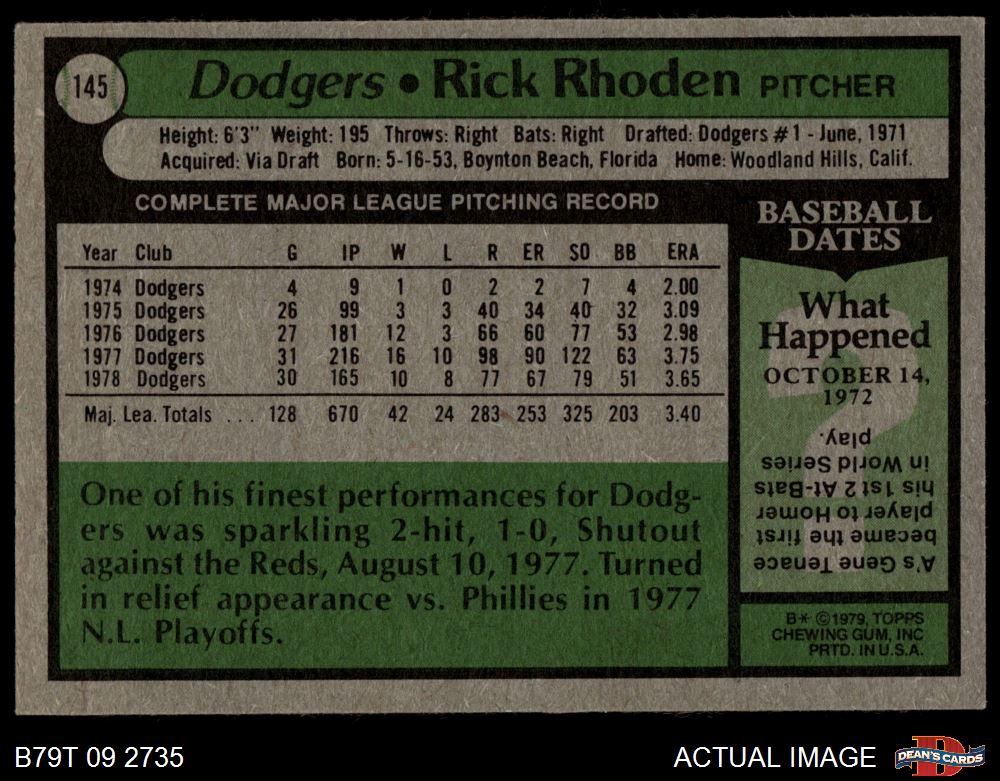 145
Dodgers • Rick Rhoden PITCHER
Height: 6'3" Weight: 195 Throws: Right Bats: Right Drafted: Dodgers #1 - June, 1971
Acquired: Via Draft Born: 5-16-53, Boynton Beach, Florida Home: Woodland Hills, Calif.
COMPLETE MAJOR LEAGUE PITCHING RECORD
Year Club G IP W L R ER SO BB ERA
1974 Dodgers 4 9 1 0 2 2 7 4 2.00
1975 Dodgers 26 99 3 3 40 34 40 32 3.09
1976 Dodgers 27 181 12 3 66 60 77 53 2.98
1977 Dodgers 31 216 16 10 98 90 122 63 3.75
1978 Dodgers 30 165 10 8 77 67 79 51 3.65
Maj. Lea. Totals ... 128 670 42 24 283 253 325 203 3.40
One of his finest performances for Dodg-
ers was sparkling 2-hit, 1-0, Shutout
against the Reds, August 10, 1977. Turned
in relief appearance vs. Phillies in 1977
N.L. Playoffs.
BASEBALL
DATES
What
Happened
OCTOBER 14,
1972
?
A's Gene Tenace
became the first
player to Homer
his 1st 2 At-Bats
in World Series
play.
B* ©1979, TOPPS
CHEWING GUM, INC
PRTD. IN U.S.A.
B79T 09 2735
ACTUAL IMAGE
D
DEAN'S CARDS